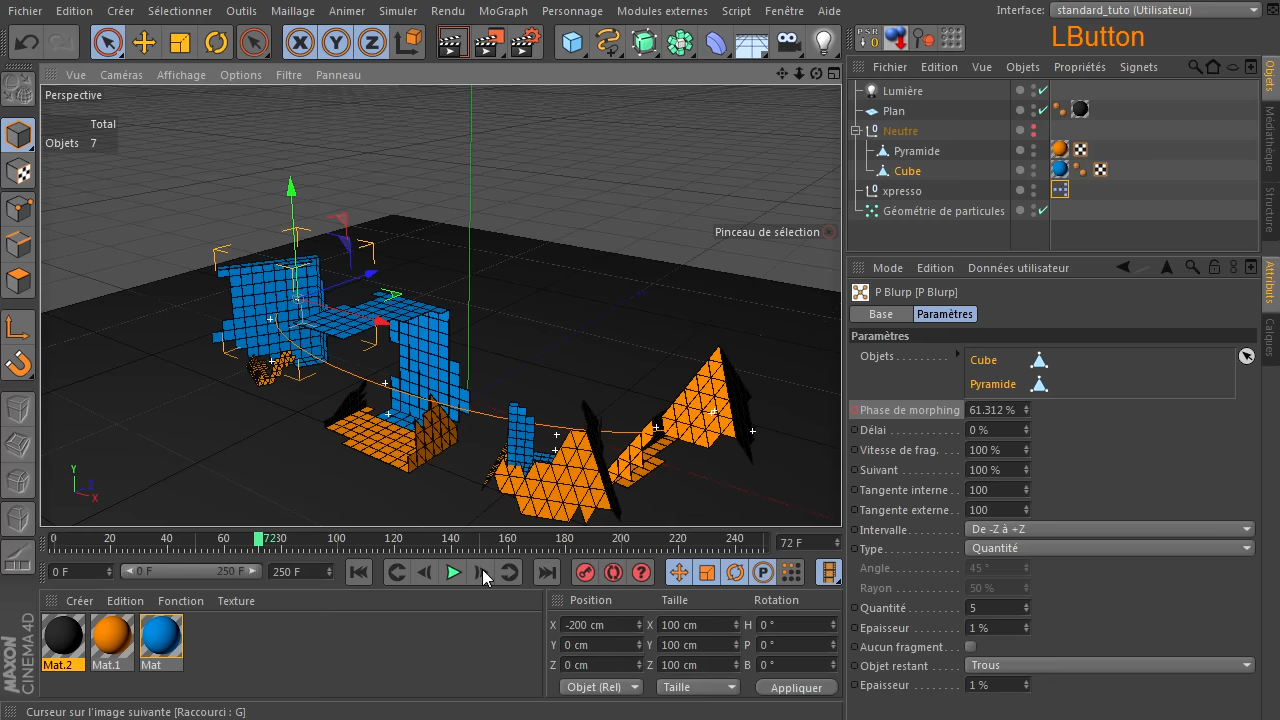 Fichier Edition Créer Sélectionner Outils Maillage Animer Simuler Rendu MoGraph Personnage Modules externes Script Fenêtre Aide
Interface: standard_tuto (Utilisateur)
PSR
0
LButton
Vue Caméras Affichage Options Filtre Panneau
Perspective
Total
Objets 7
Pinceau de sélection
Y
Z
X
Fichier Edition Vue Objets Propriétés Signets
Lumière
Plan
Neutre
Pyramide
Cube
xpresso
Géométrie de particules
Objets
Médiathèque
Structure
Attributs
Calques
Mode Edition Données utilisateur
P Blurp [P Blurp]
Base Paramètres
Paramètres
Objets
Cube
Pyramide
Phase de morphing 61.312 %
Délai 0 %
Vitesse de frag. 100 %
Suivant 100 %
Tangente interne 100
Tangente externe 100
Intervalle De -Z à +Z
Type Quantité
Angle 45 °
Rayon 50 %
Quantité 5
Epaisseur 1 %
Aucun fragment
Objet restant Trous
Epaisseur 1 %
0 20 40 60 7230 100 120 140 160 180 200 220 240
72 F
0 F 0 F 250 F 250 F
Créer Edition Fonction Texture
Mat.2 Mat.1 Mat
Position Taille Rotation
X -200 cm X 100 cm H 0 °
Y 0 cm Y 100 cm P 0 °
Z 0 cm Z 100 cm B 0 °
Objet (Rel) Taille Appliquer
MAXON
CINEMA 4D
Curseur sur l'image suivante [Raccourci : G]